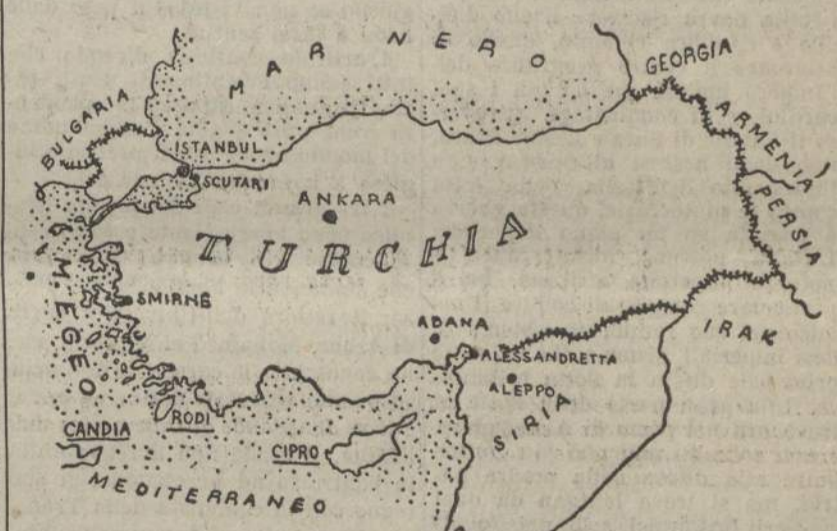 MAR NERO
GEORGIA
BULGARIA
ARMENIA
ISTANBUL
SCUTARI
PERSIA
ANKARA
TURCHIA
EGEO
SMIRNE
ADANA
IRAK
ALESSANDRETTA
ALEPPO
SIRIA
RODI
CANDIA
CIPRO
MEDITERRANEO